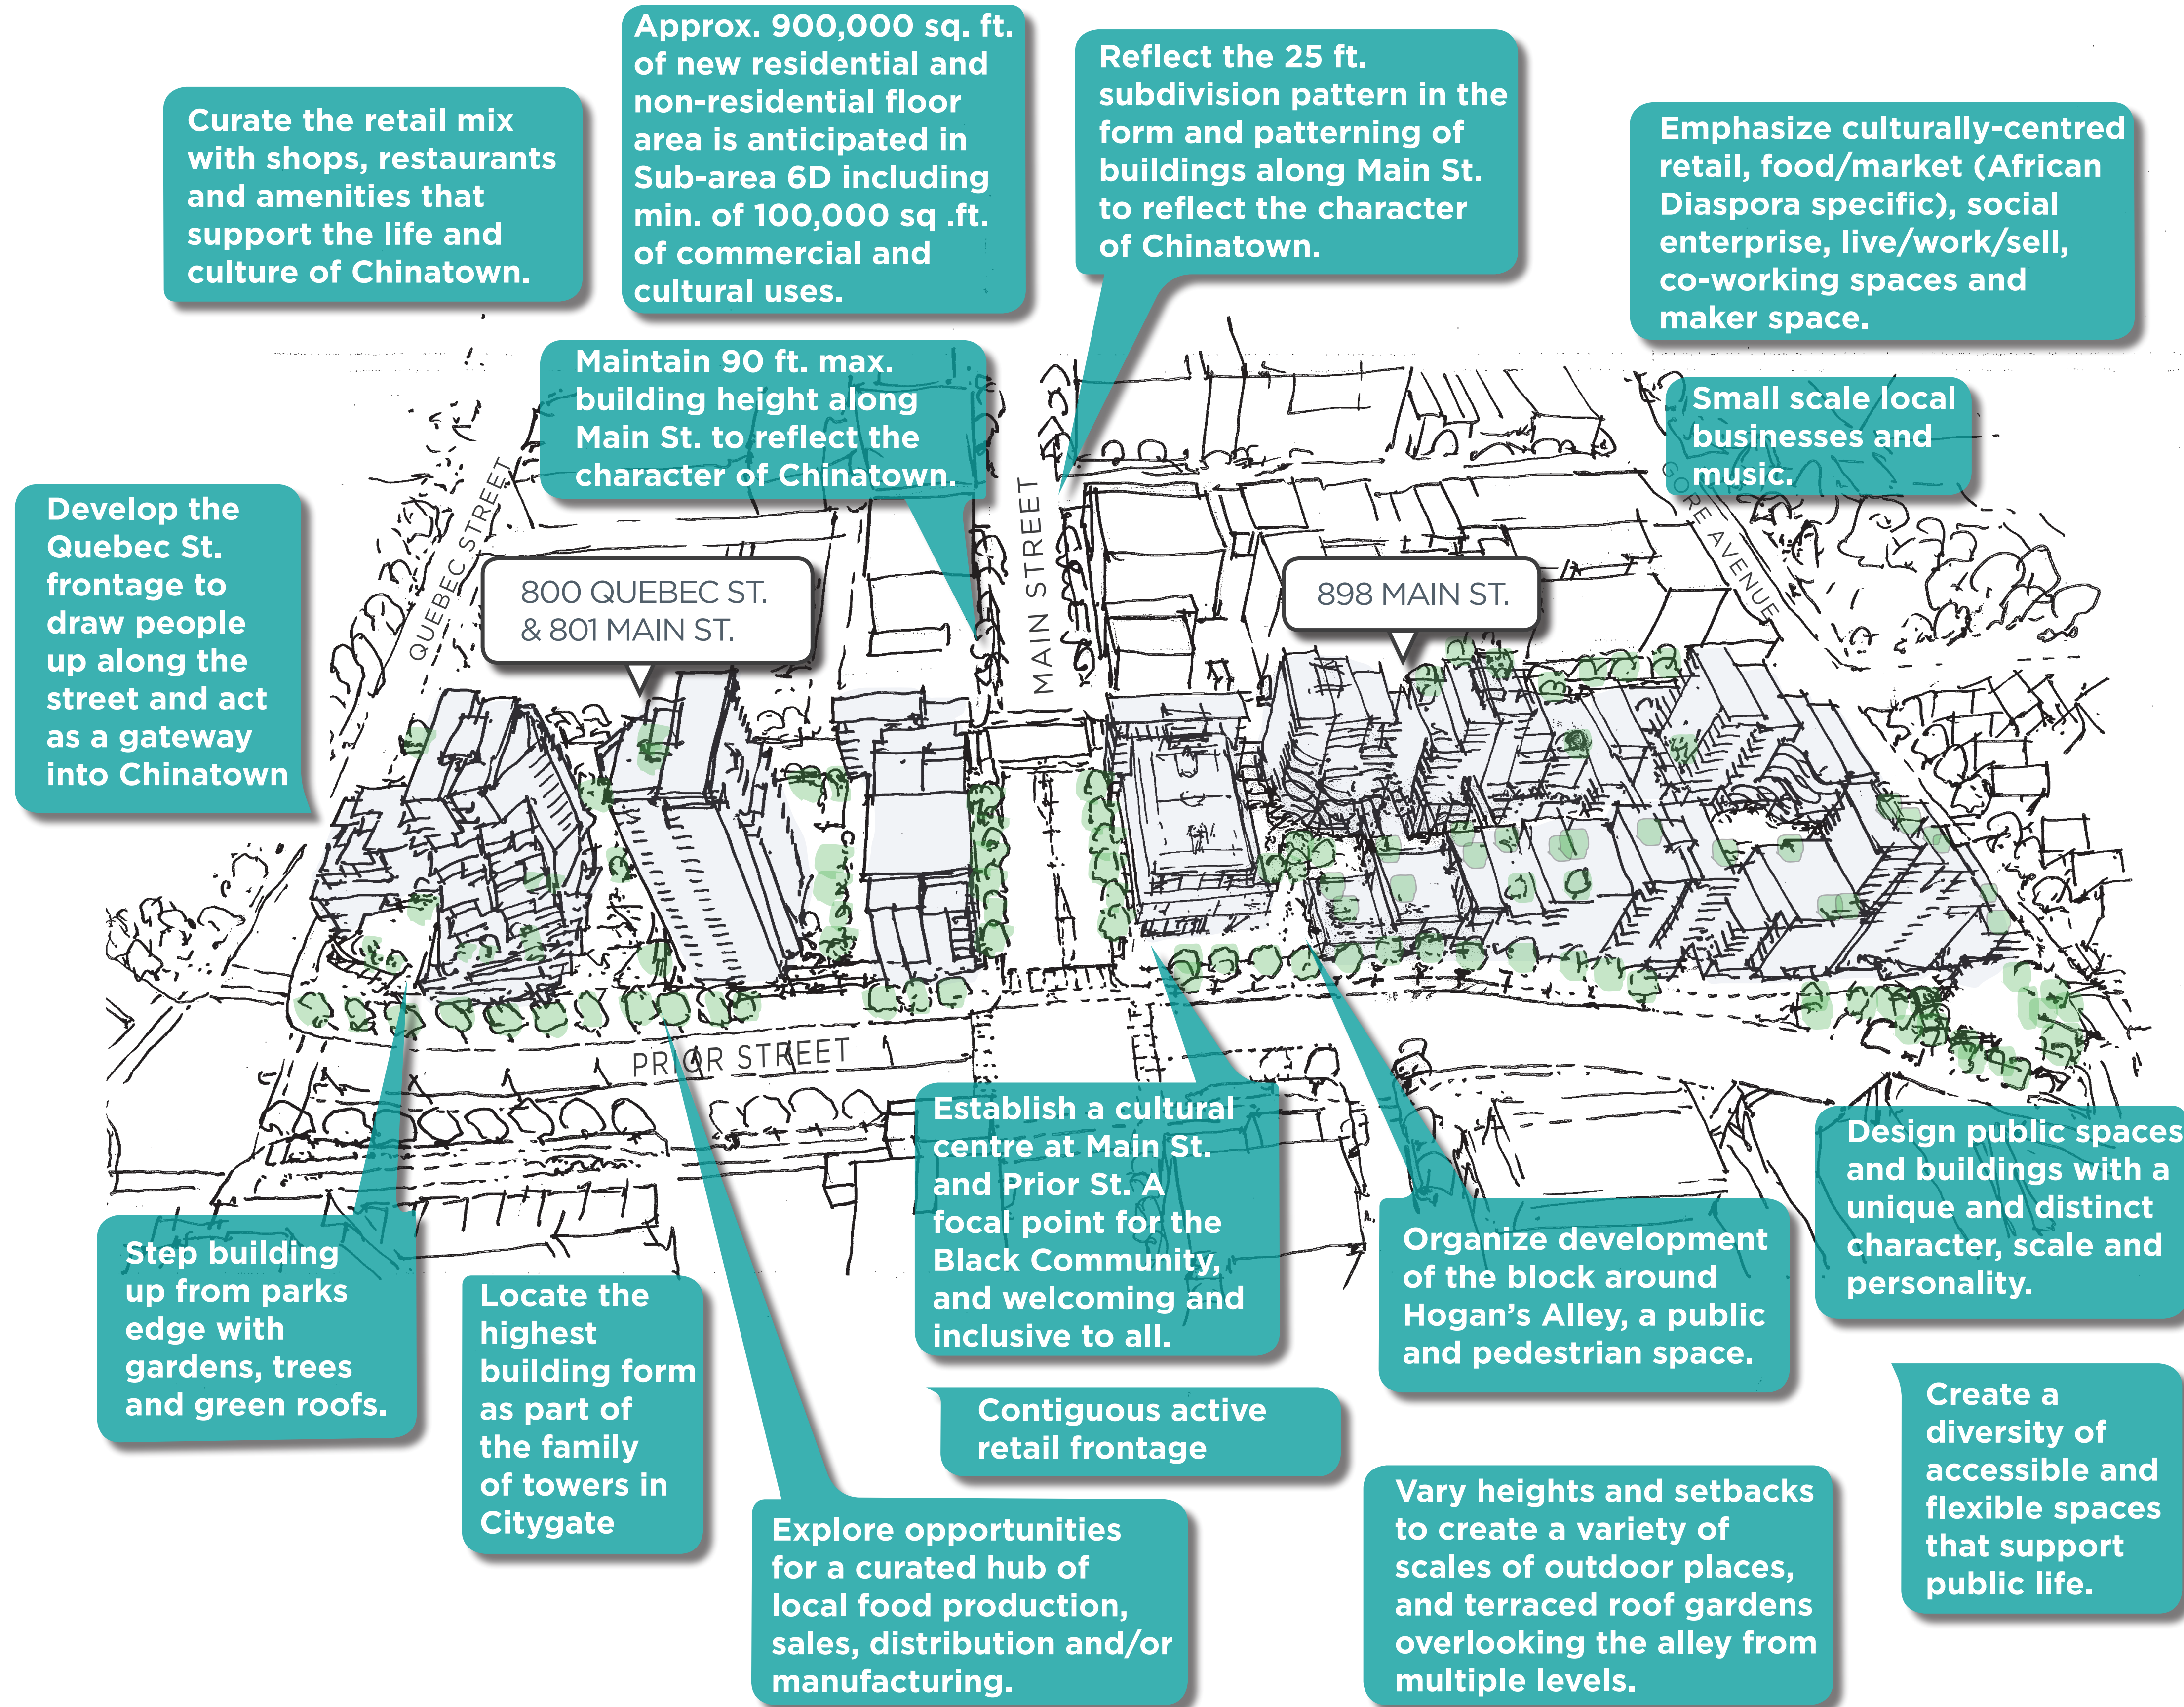 Approx. 900,000 sq. ft.
of new residential and
non-residential floor
area is anticipated in
Sub-area 6D including
min. of 100,000 sq .ft.
of commercial and
cultural uses.
Reflect the 25 ft.
subdivision pattern in the
form and patterning of
buildings along Main St.
to reflect the character
of Chinatown.
Curate the retail mix
with shops, restaurants
and amenities that
support the life and
culture of Chinatown.
Emphasize culturally-centred
retail, food/market (African
Diaspora specific), social
enterprise, live/work/sell,
co-working spaces and
maker space.
Maintain 90 ft. max.
building height along
Main St. to reflect the
character of Chinatown.
Small scale local
businesses and
music.
Develop the
Quebec St.
frontage to
draw people
up along the
street and act
as a gateway
into Chinatown
QUEBEC STREET
MAIN STREET
GORE AVENUE
800 QUEBEC ST.
& 801 MAIN ST.
898 MAIN ST.
PRIOR STREET
Step building
up from parks
edge with
gardens, trees
and green roofs.
Locate the
highest
building form
as part of
the family
of towers in
Citygate
Establish a cultural
centre at Main St.
and Prior St. A
focal point for the
Black Community,
and welcoming and
inclusive to all.
Organize development
of the block around
Hogan's Alley, a public
and pedestrian space.
Design public spaces
and buildings with a
unique and distinct
character, scale and
personality.
Contiguous active
retail frontage
Create a
diversity of
accessible and
flexible spaces
that support
public life.
Explore opportunities
for a curated hub of
local food production,
sales, distribution and/or
manufacturing.
Vary heights and setbacks
to create a variety of
scales of outdoor places,
and terraced roof gardens
overlooking the alley from
multiple levels.